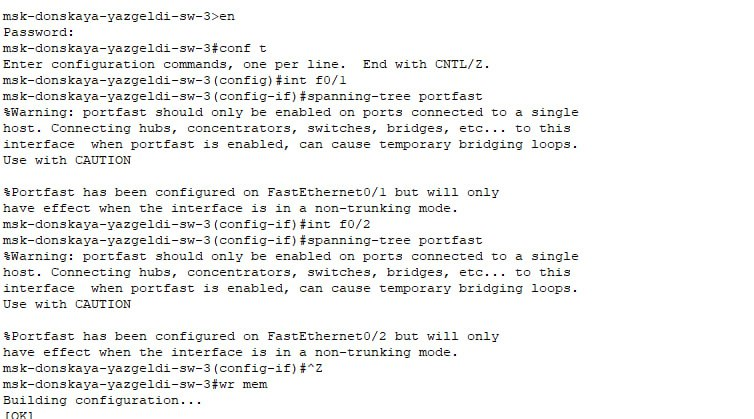 msk-donskaya-yazgeldi-sw-3>en
Password:
msk-donskaya-yazgeldi-sw-3#conf t
Enter configuration commands, one per line.  End with CNTL/Z.
msk-donskaya-yazgeldi-sw-3(config)#int f0/1
msk-donskaya-yazgeldi-sw-3(config-if)#spanning-tree portfast
%Warning: portfast should only be enabled on ports connected to a single
host. Connecting hubs, concentrators, switches, bridges, etc... to this
interface  when portfast is enabled, can cause temporary bridging loops.
Use with CAUTION

%Portfast has been configured on FastEthernet0/1 but will only
have effect when the interface is in a non-trunking mode.
msk-donskaya-yazgeldi-sw-3(config-if)#int f0/2
msk-donskaya-yazgeldi-sw-3(config-if)#spanning-tree portfast
%Warning: portfast should only be enabled on ports connected to a single
host. Connecting hubs, concentrators, switches, bridges, etc... to this
interface  when portfast is enabled, can cause temporary bridging loops.
Use with CAUTION

%Portfast has been configured on FastEthernet0/2 but will only
have effect when the interface is in a non-trunking mode.
msk-donskaya-yazgeldi-sw-3(config-if)#^Z
msk-donskaya-yazgeldi-sw-3#wr mem
Building configuration...
[OK]